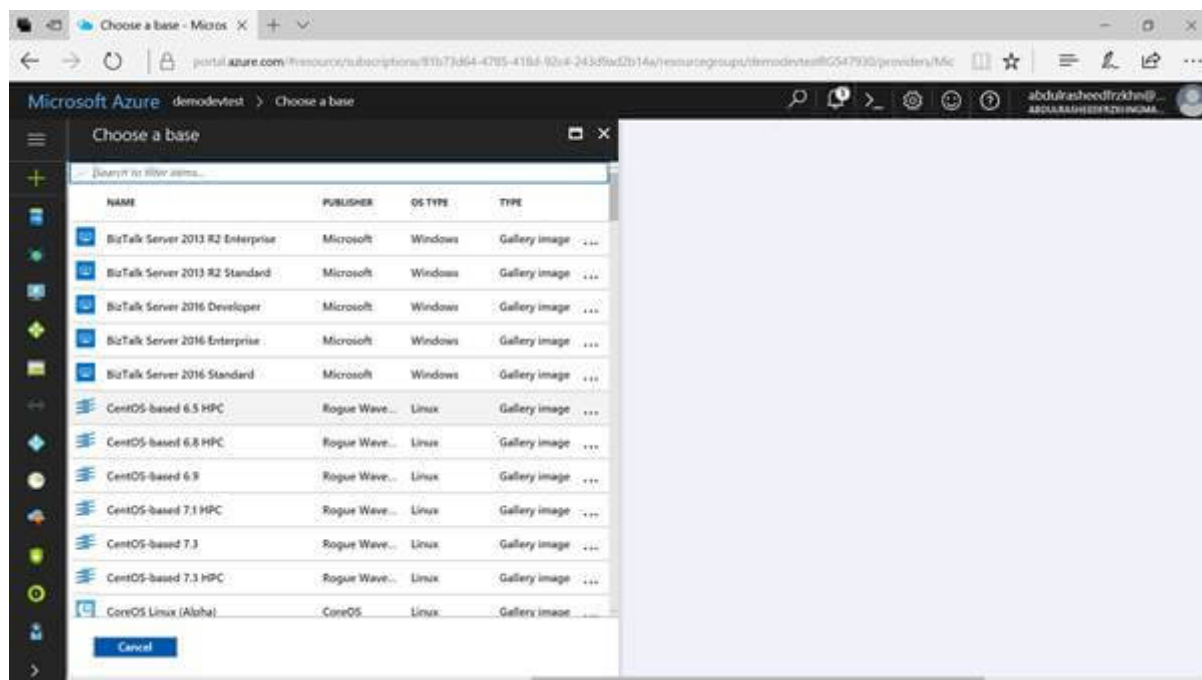 Choose a base - Micros
portal.azure.com
Microsoft Azure demodevtest > Choose a base
Choose a base
Search to filter items...
NAME PUBLISHER OS TYPE TYPE
BizTalk Server 2013 R2 Enterprise Microsoft Windows Gallery image ...
BizTalk Server 2013 R2 Standard Microsoft Windows Gallery image ...
BizTalk Server 2016 Developer Microsoft Windows Gallery image ...
BizTalk Server 2016 Enterprise Microsoft Windows Gallery image ...
BizTalk Server 2016 Standard Microsoft Windows Gallery image ...
CentOS-based 6.5 HPC Rogue Wave... Linux Gallery image ...
CentOS-based 6.8 HPC Rogue Wave... Linux Gallery image ...
CentOS-based 6.9 Rogue Wave... Linux Gallery image ...
CentOS-based 7.1 HPC Rogue Wave... Linux Gallery image ...
CentOS-based 7.3 Rogue Wave... Linux Gallery image ...
CentOS-based 7.3 HPC Rogue Wave... Linux Gallery image ...
CoreOS Linux (Alpha) CoreOS Linux Gallery image ...
Cancel